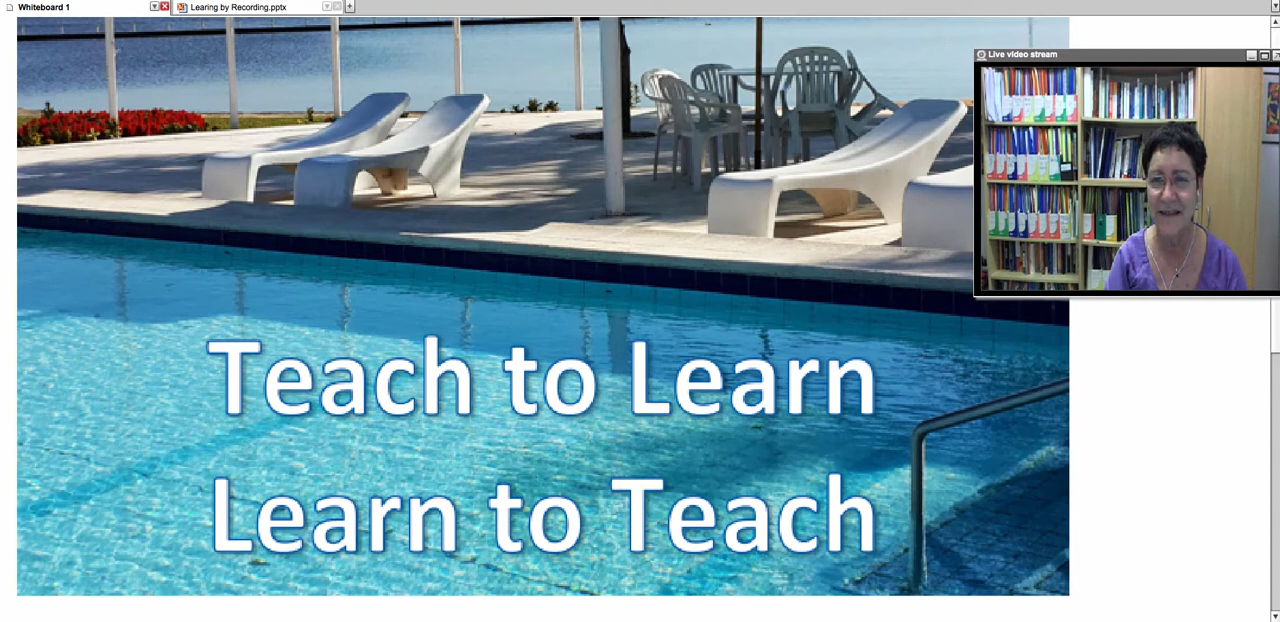 Whiteboard 1
Learing by Recording.pptx
Live video stream
Teach to Learn
Learn to Teach